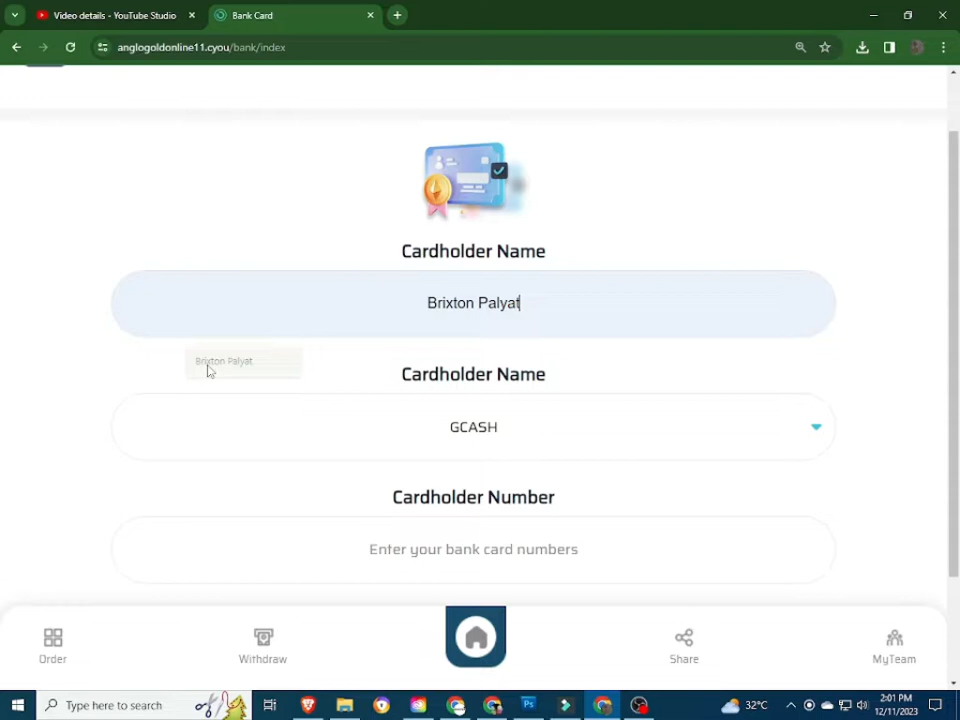 Video details - YouTube Studio
Bank Card
anglogoldonline11.cyou/bank/index
Cardholder Name
Brixton Palyat
Brixton Palyat
Cardholder Name
GCASH
Cardholder Number
Enter your bank card numbers
Order
Withdraw
Share
MyTeam
Type here to search
Ps
32°C
2:01 PM
12/11/2023